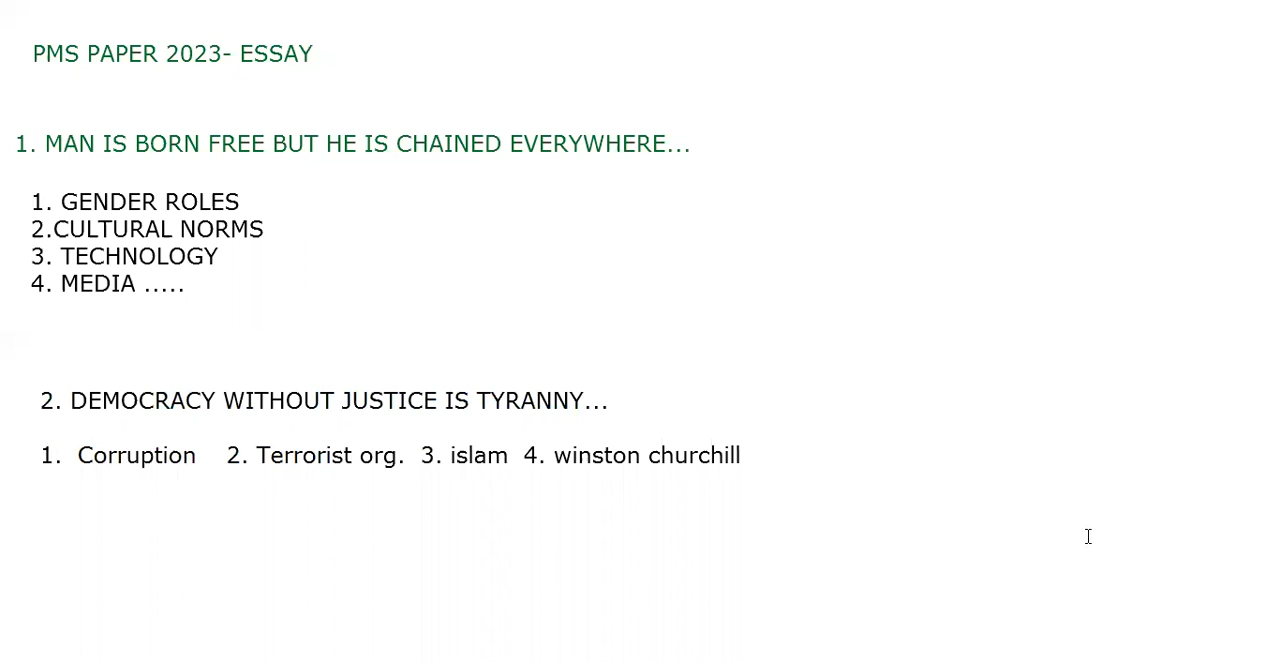 PMS PAPER 2023- ESSAY
1. MAN IS BORN FREE BUT HE IS CHAINED EVERYWHERE...
1. GENDER ROLES
2.CULTURAL NORMS
3. TECHNOLOGY
4. MEDIA .....
2. DEMOCRACY WITHOUT JUSTICE IS TYRANNY...
1. Corruption 2. Terrorist org. 3. islam 4. winston churchill